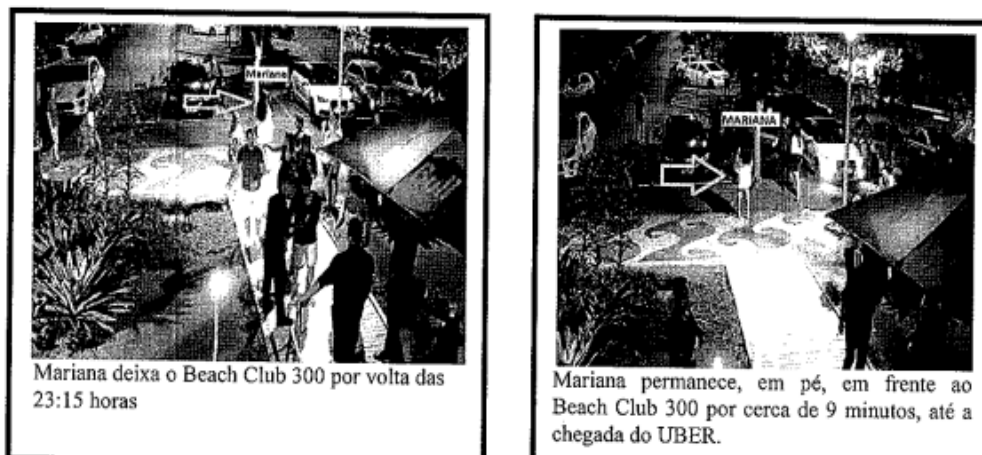 Mariana
Mariana deixa o Beach Club 300 por volta das
23:15 horas
MARIANA
Mariana permanece, em pé, em frente ao
Beach Club 300 por cerca de 9 minutos, até a
chegada do UBER.